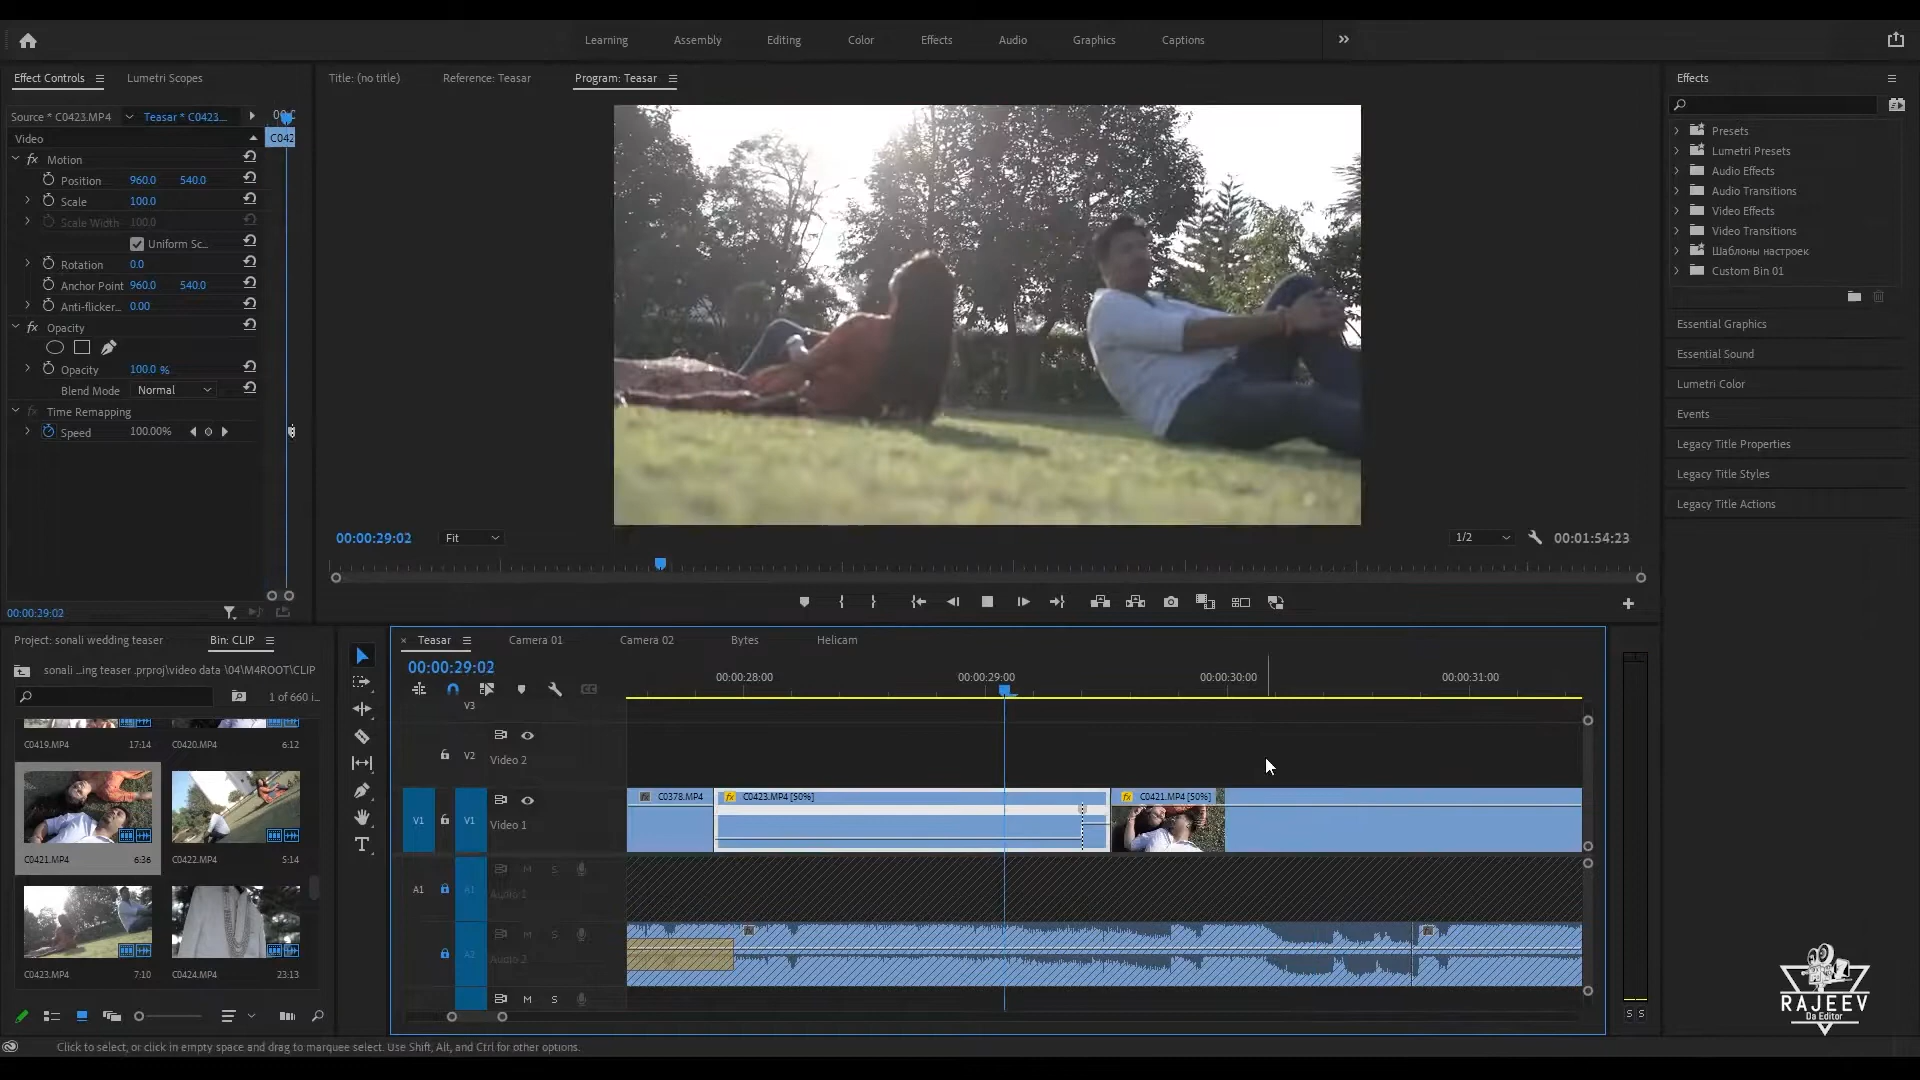 Learning Assembly Editing Color Effects Audio Graphics Captions
Effect Controls Lumetri Scopes
Title: (no title) Reference: Teasar Program: Teasar
Effects
Source * C0423.MP4 Teasar * C0423...
Video
C042
Motion
Position 960.0 540.0
Scale 100.0
Scale Width 100.0
Uniform Sc...
Rotation 0.0
Anchor Point 960.0 540.0
Anti-flicker... 0.00
Opacity
Opacity 100.0 %
Blend Mode Normal
Time Remapping
Speed 100.00%
00:00:29:02
Presets
Lumetri Presets
Audio Effects
Audio Transitions
Video Effects
Video Transitions
Шаблоны настроек
Custom Bin 01
Essential Graphics
Essential Sound
Lumetri Color
Events
Legacy Title Properties
Legacy Title Styles
Legacy Title Actions
00:00:29:02 Fit 1/2 00:01:54:23
Project: sonali wedding teaser Bin: CLIP
sonali ...ing teaser .prproj\video data \04\M4ROOT\CLIP
1 of 660 i...
C0419.MP4 17:14 C0420.MP4 6:12
C0421.MP4 6:36 C0422.MP4 5:14
C0423.MP4 7:10 C0424.MP4 23:13
Teasar Camera 01 Camera 02 Bytes Helicam
00:00:29:02
00:00:28:00 00:00:29:00 00:00:30:00 00:00:31:00
V3
V2 Video 2
C0378.MP4 C0423.MP4 [50%] C0421.MP4 [50%]
V1 V1 Video 1
A1 A1 M S Audio 1
A2 M S Audio 2
M S
S S
RAJEEV
Da Editor
Click to select, or click in empty space and drag to marquee select. Use Shift, Alt, and Ctrl for other options.